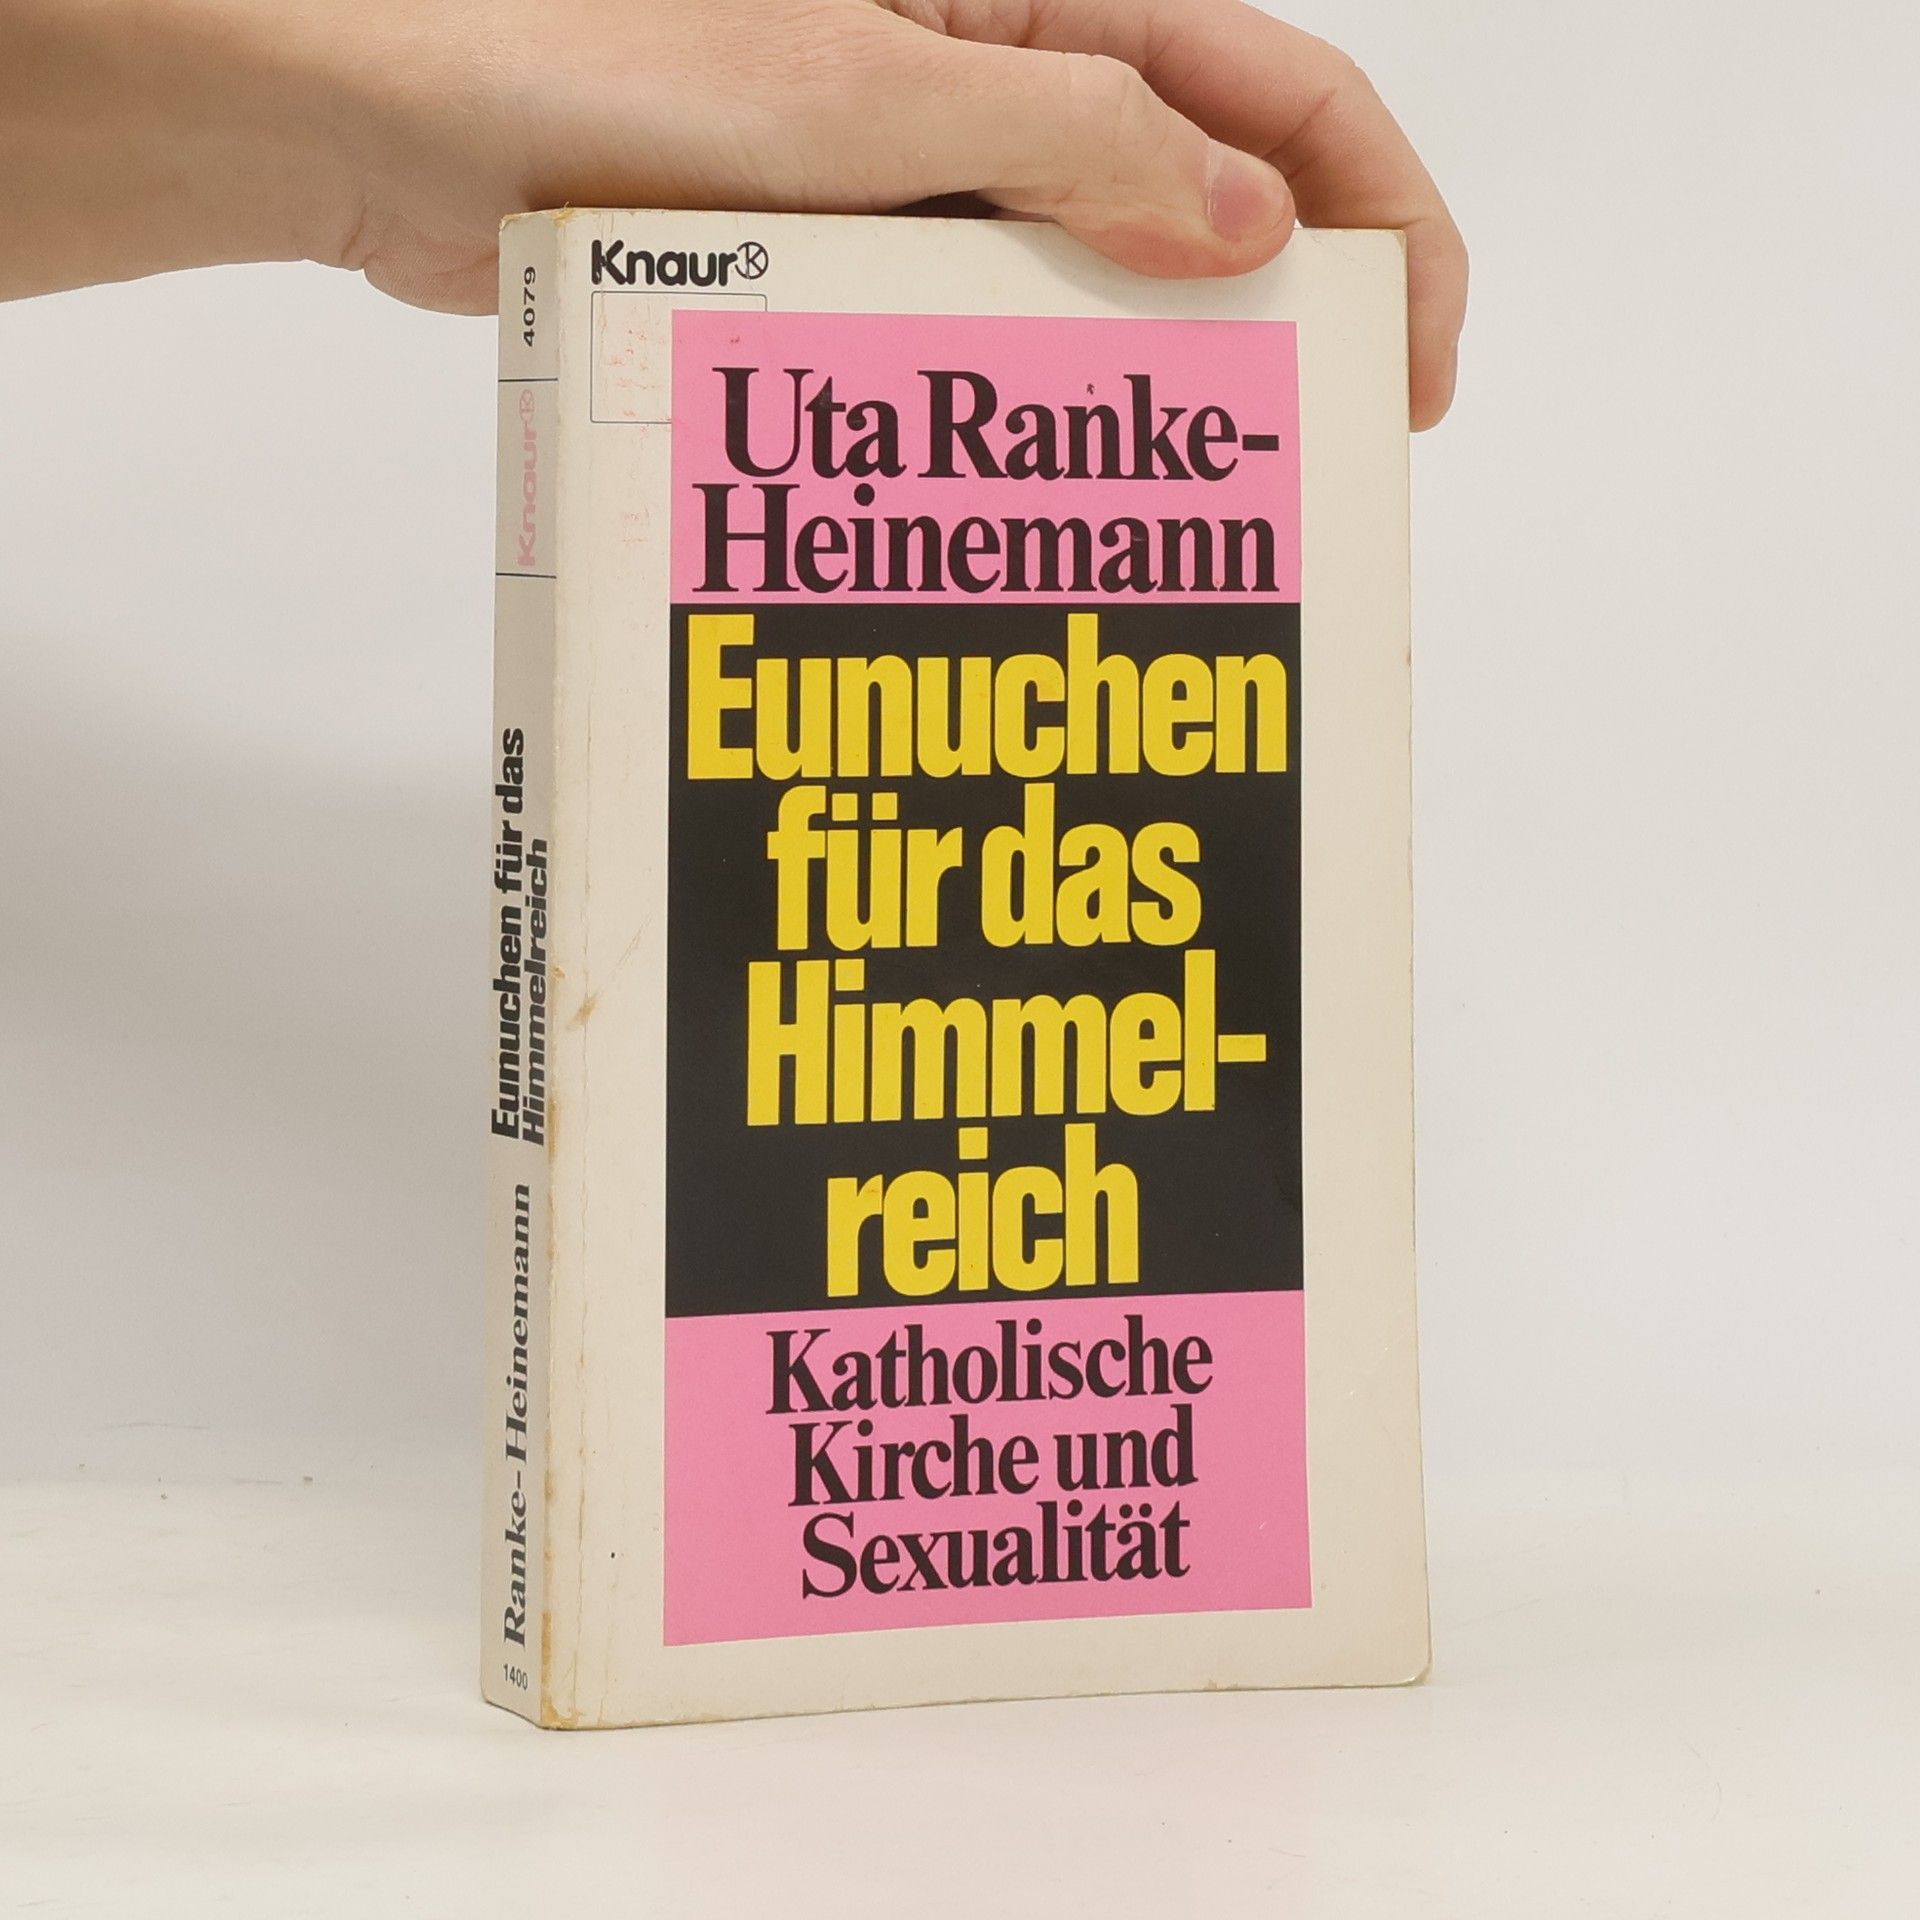 Knaur
Uta Ranke-
Heinemann
Eunuchen
für das
Himmel-
reich
Katholische
Kirche und
Sexualität
4079
Knaur
Eunuchen für das
Himmelreich
Ranke-Heinemann
1400